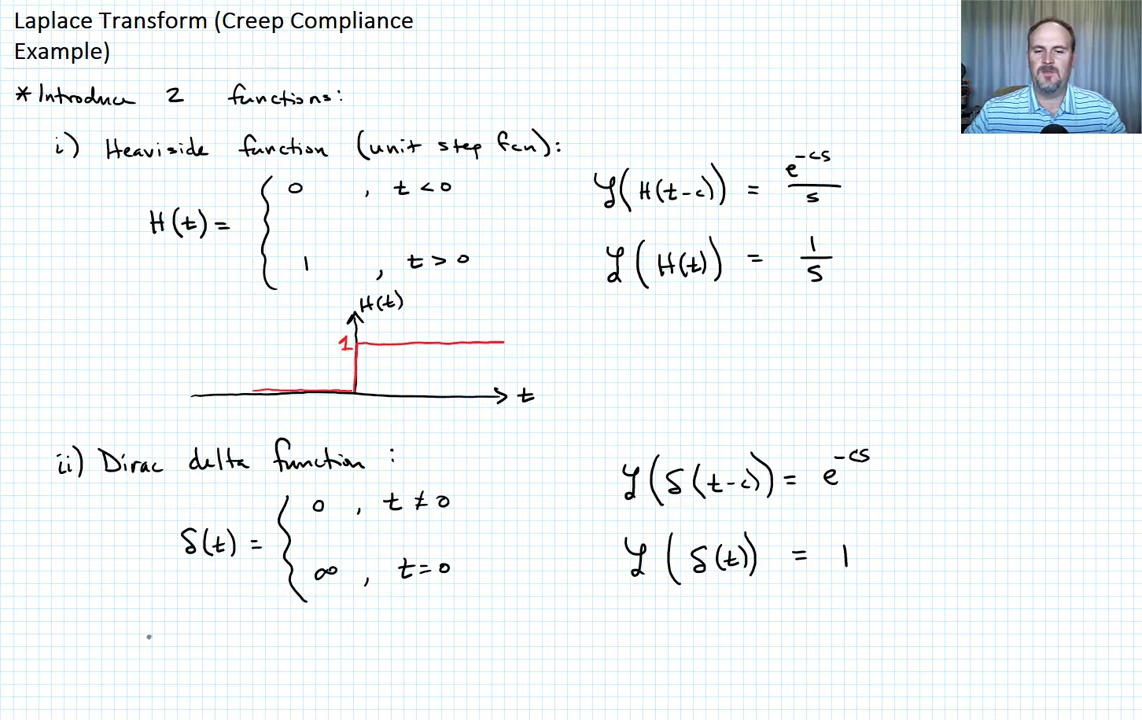 Laplace Transform (Creep Compliance
Example)
* Introduce 2 functions:
i) Heaviside function (unit step fcn):
H(t) = { 0 , t < 0
1 , t > 0
ℒ(H(t-c)) = e^{-cs}/s
ℒ(H(t)) = 1/s
H(t)
1
t
ii) Dirac delta function :
δ(t) = { 0 , t ≠ 0
∞ , t = 0
ℒ(δ(t-c)) = e^{-cs}
ℒ(δ(t)) = 1